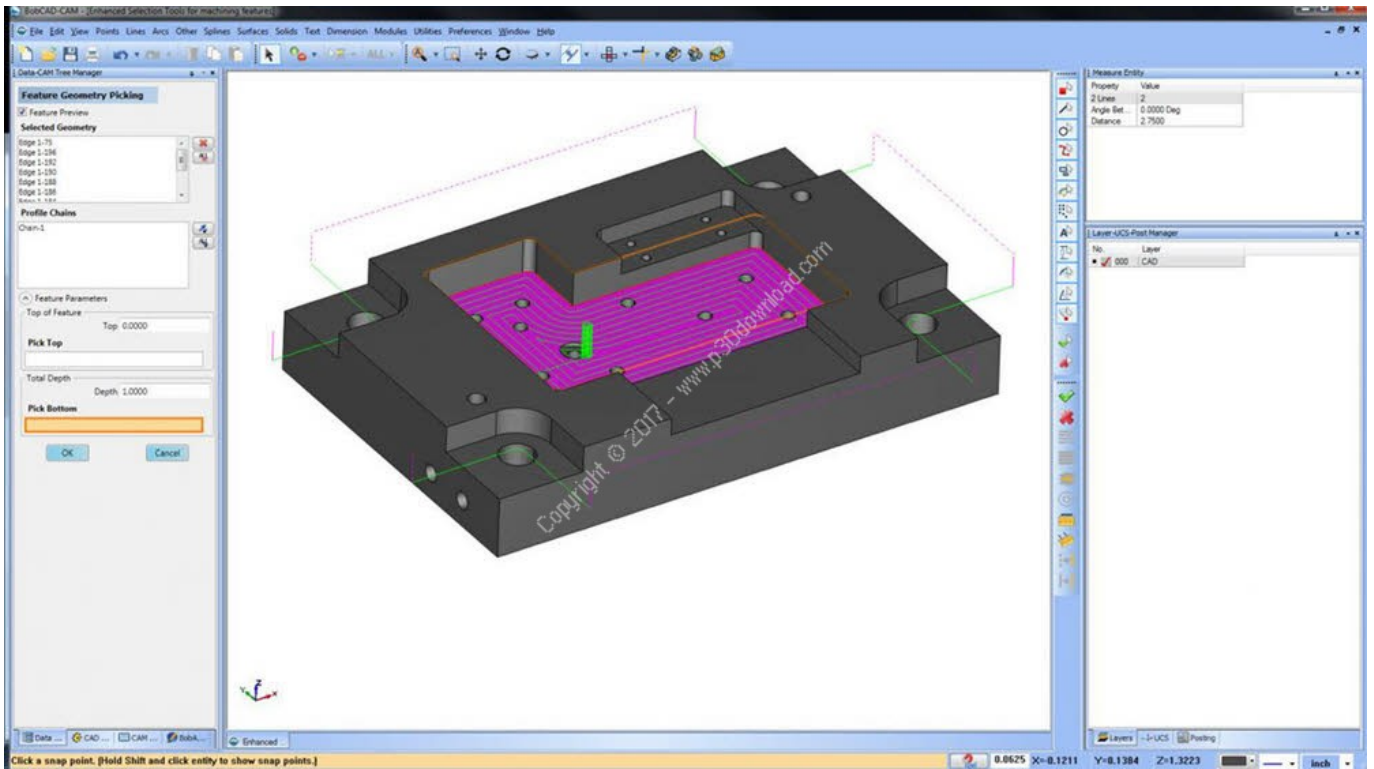 BobCAD-CAM - [Enhanced Selection Tools for machining features]
File Edit View Points Lines Arcs Other Splines Surfaces Solids Text Dimension Modules Utilities Preferences Window Help
ALL
Data-CAM Tree Manager
Feature Geometry Picking
Feature Preview
Selected Geometry
Edge 1-75
Edge 1-194
Edge 1-192
Edge 1-190
Edge 1-188
Edge 1-186
Profile Chains
Chain-1
Feature Parameters
Top of Feature
Top 0.0000
Pick Top
Total Depth
Depth 1.0000
Pick Bottom
OK Cancel
Data ... CAD ... CAM ... BobA...
Copyright © 2017 - www.p30download.com
Z
Y X
Enhanced ...
Measure Entity
Property Value
2 Lines 2
Angle Bet... 0.0000 Deg
Distance 2.7500
Layer-UCS-Post Manager
No. Layer
000 CAD
Layers UCS Posting
Click a snap point. [Hold Shift and click entity to show snap points.]
0.0625 X=-0.1211 Y=0.1384 Z=1.3223 inch